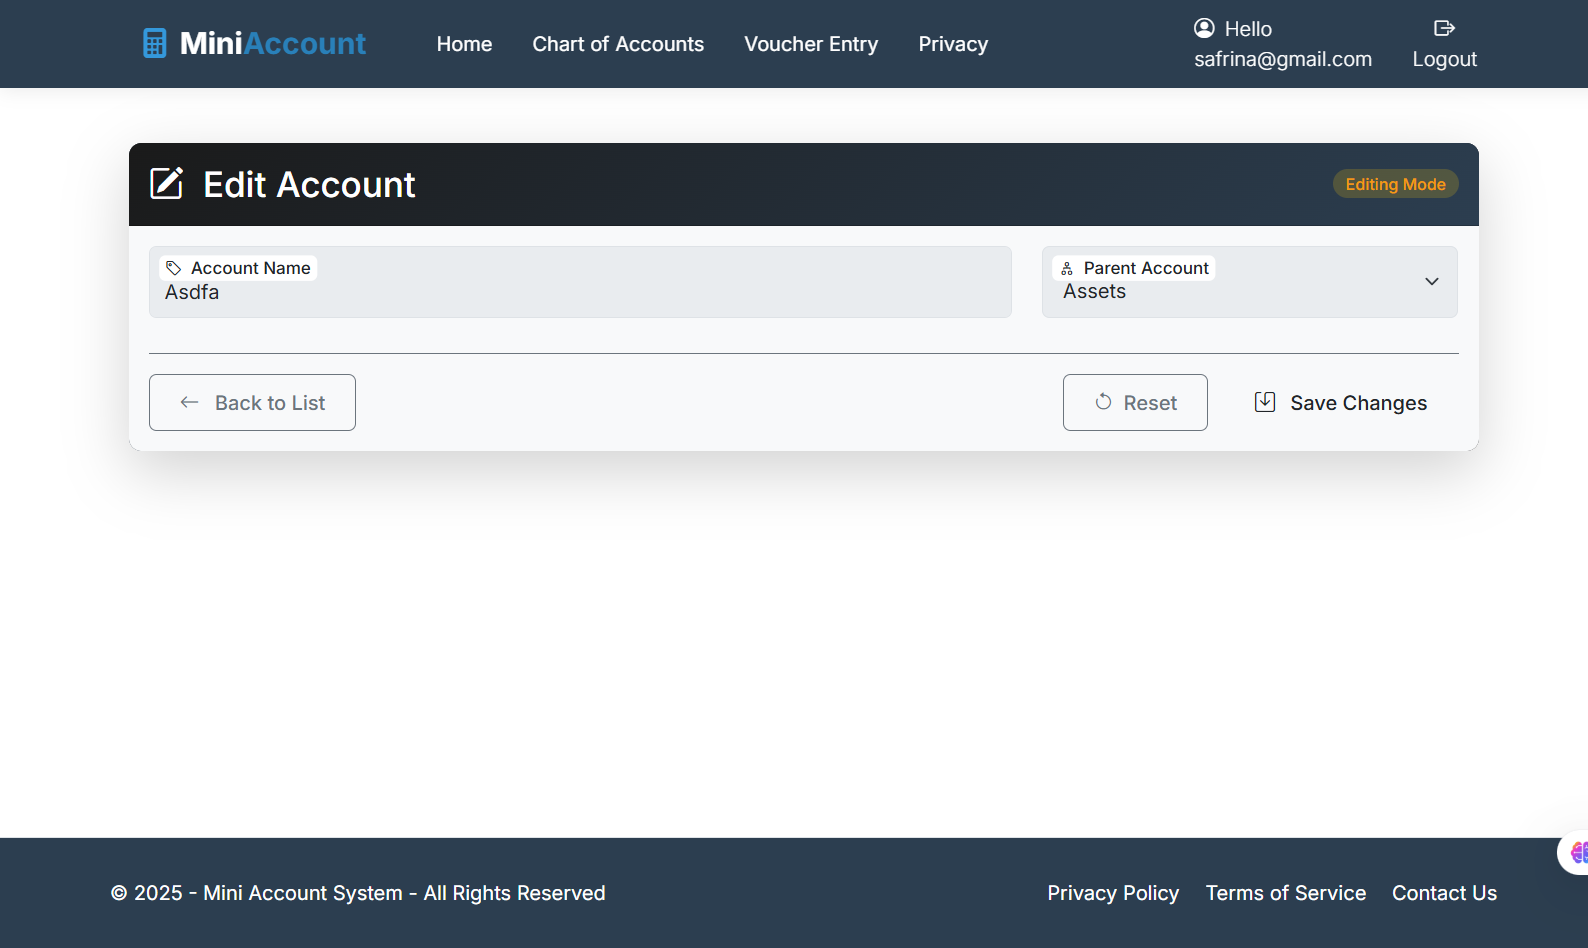 MiniAccount
Home
Chart of Accounts
Voucher Entry
Privacy
Hello
safrina@gmail.com
Logout
Edit Account
Editing Mode
Account Name
Asdfa
Parent Account
Assets
Back to List
Reset
Save Changes
© 2025 - Mini Account System - All Rights Reserved
Privacy Policy
Terms of Service
Contact Us